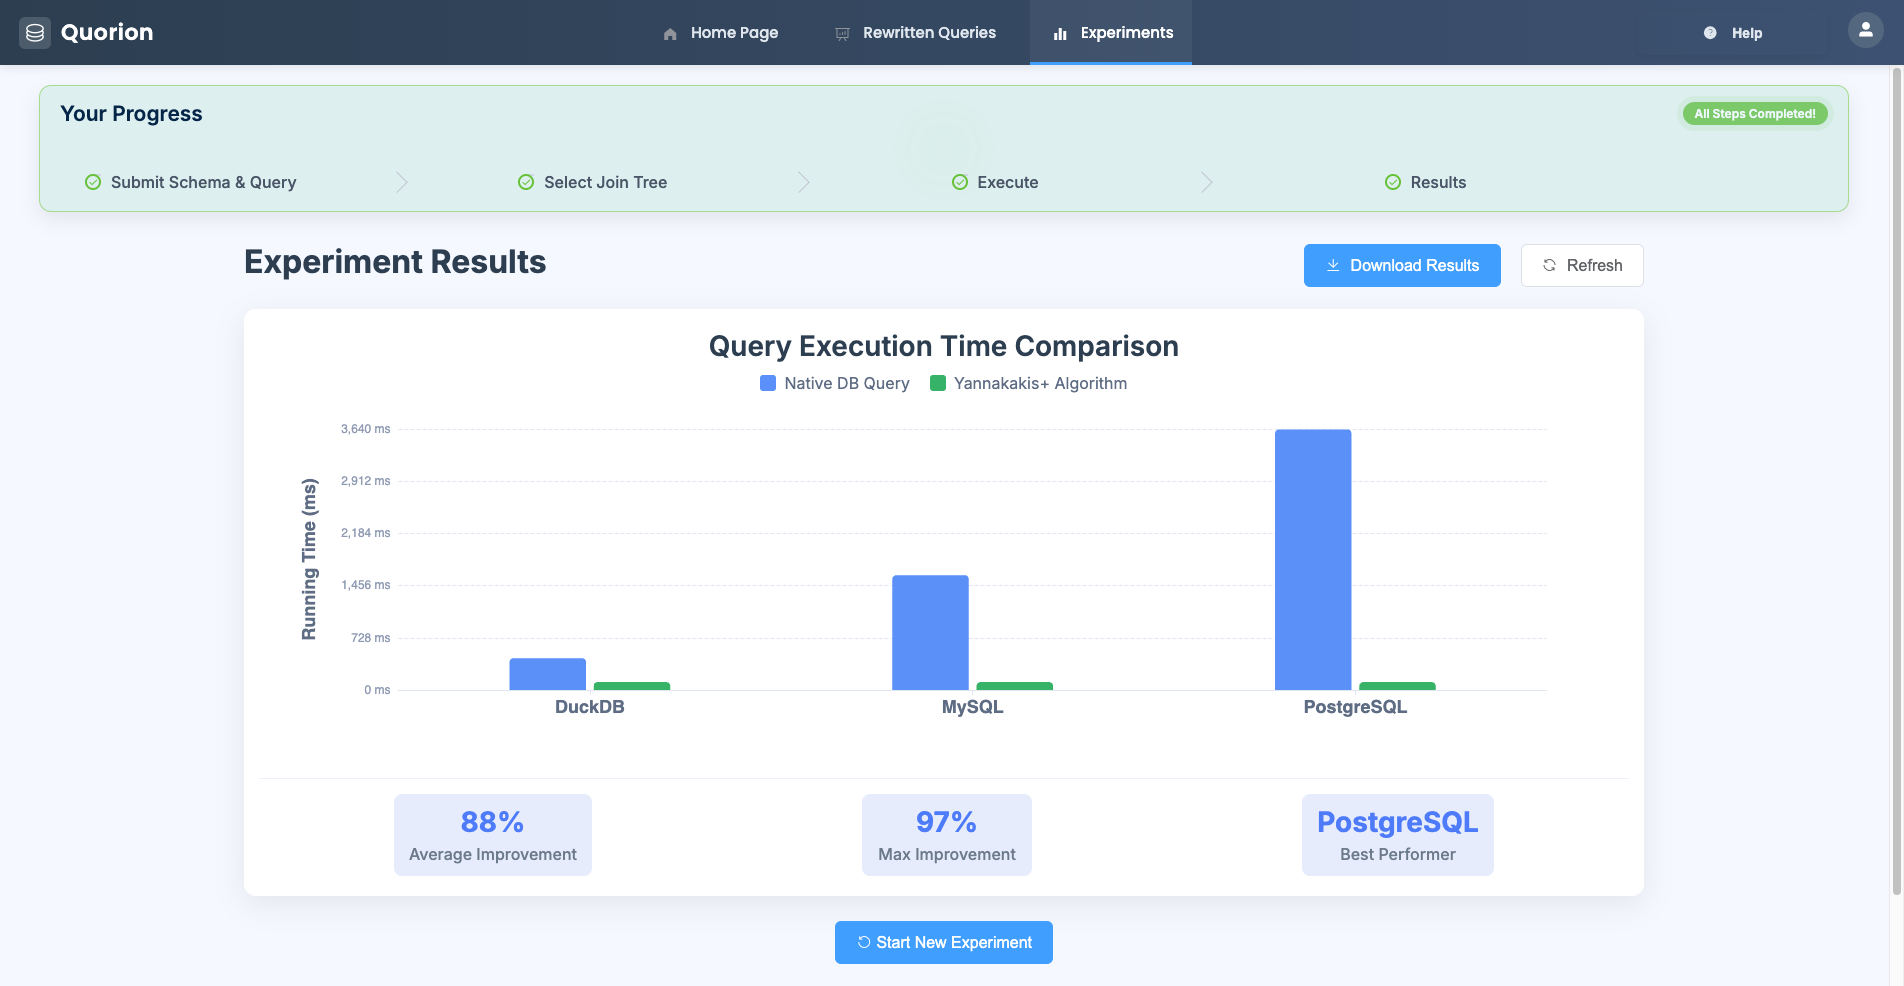 Quorion
Home Page
Rewritten Queries
Experiments
Help
Your Progress
All Steps Completed!
Submit Schema & Query
Select Join Tree
Execute
Results
Experiment Results
Download Results
Refresh
Query Execution Time Comparison
Native DB Query
Yannakakis+ Algorithm
Running Time (ms)
3,640 ms
2,912 ms
2,184 ms
1,456 ms
728 ms
0 ms
DuckDB
MySQL
PostgreSQL
88%
Average Improvement
97%
Max Improvement
PostgreSQL
Best Performer
Start New Experiment